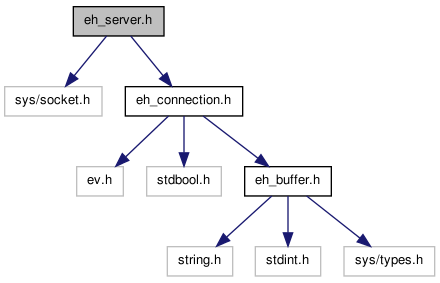 eh_server.h
sys/socket.h
eh_connection.h
ev.h
stdbool.h
eh_buffer.h
string.h
stdint.h
sys/types.h